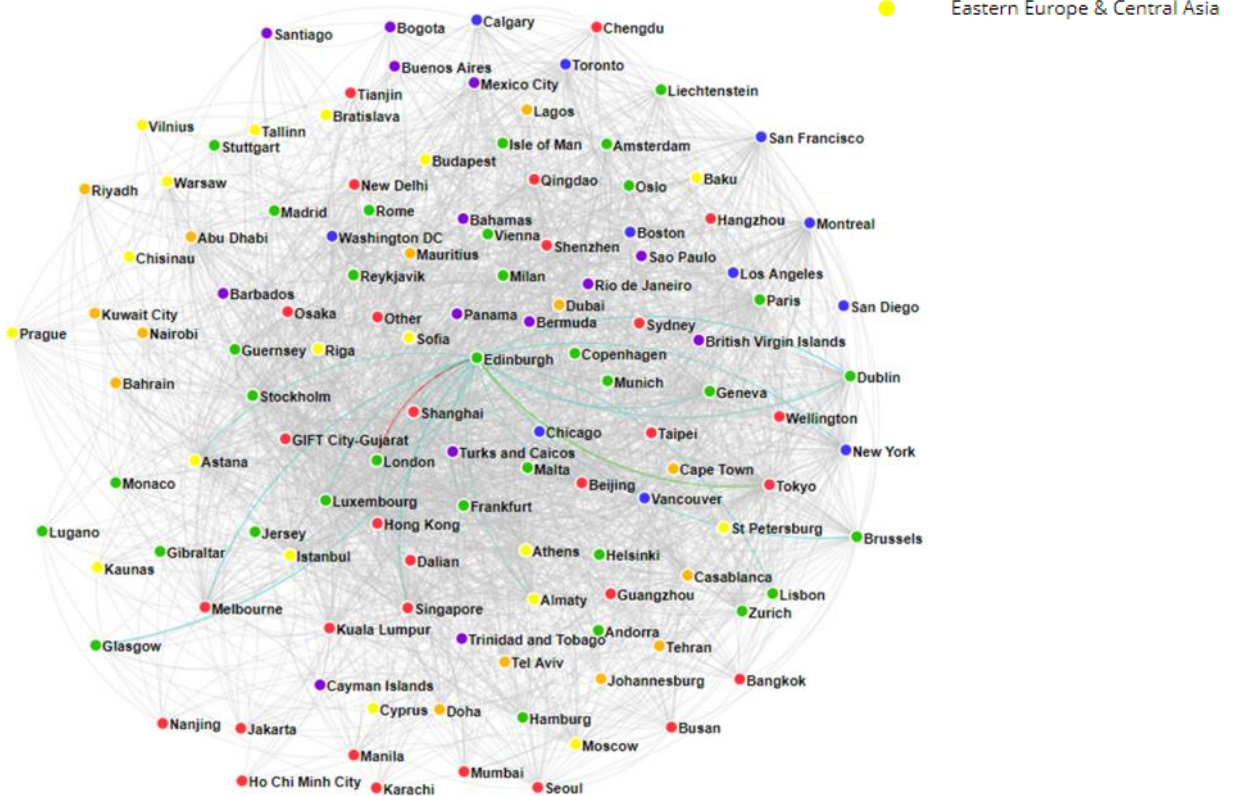 Eastern Europe & Central Asia
Santiago
Bogota
Calgary
Chengdu
Buenos Aires
Toronto
Mexico City
Tianjin
Liechtenstein
Bratislava
Lagos
Vilnius
Tallinn
Stuttgart
Isle of Man
Amsterdam
San Francisco
Budapest
Riyadh
Warsaw
New Delhi
Qingdao
Oslo
Baku
Madrid
Rome
Bahamas
Hangzhou
Montreal
Abu Dhabi
Washington DC
Vienna
Boston
Chisinau
Mauritius
Shenzhen
Sao Paulo
Reykjavik
Milan
Los Angeles
Barbados
Rio de Janeiro
Paris
San Diego
Kuwait City
Osaka
Other
Panama
Dubai
Bermuda
Sydney
Prague
Nairobi
Sofia
British Virgin Islands
Guernsey
Riga
Edinburgh
Copenhagen
Bahrain
Stockholm
Munich
Geneva
Dublin
Shanghai
Wellington
GIFT City-Gujarat
Chicago
Taipei
Astana
London
Turks and Caicos
Malta
Cape Town
New York
Monaco
Beijing
Tokyo
Luxembourg
Frankfurt
Vancouver
Lugano
Jersey
Hong Kong
St Petersburg
Brussels
Gibraltar
Istanbul
Dalian
Athens
Helsinki
Kaunas
Casablanca
Melbourne
Singapore
Almaty
Guangzhou
Lisbon
Zurich
Glasgow
Kuala Lumpur
Trinidad and Tobago
Andorra
Tehran
Tel Aviv
Cayman Islands
Johannesburg
Bangkok
Cyprus
Doha
Hamburg
Nanjing
Jakarta
Busan
Manila
Moscow
Ho Chi Minh City
Karachi
Mumbai
Seoul